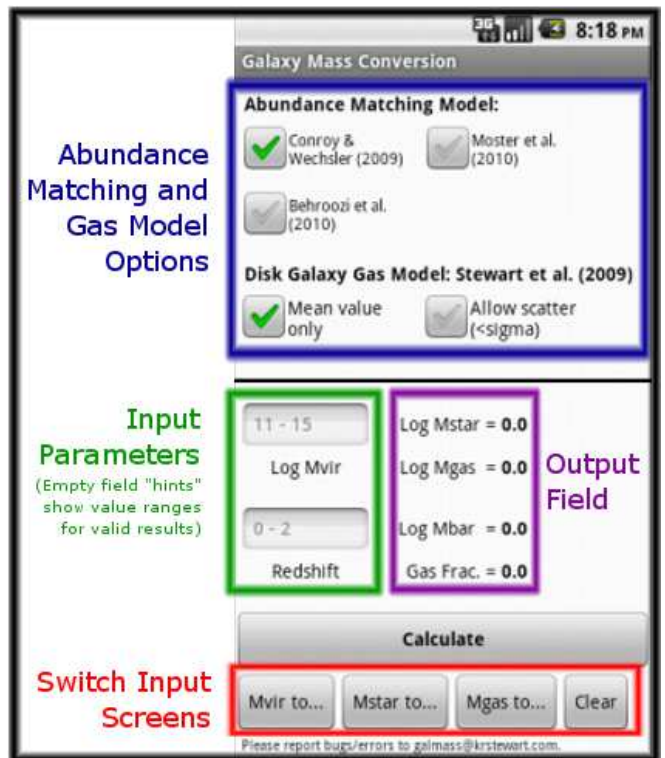 3G
8:18 PM
Galaxy Mass Conversion
Abundance Matching Model:
Conroy &
Wechsler (2009)
Moster et al.
(2010)
Behroozi et al.
(2010)
Disk Galaxy Gas Model: Stewart et al. (2009)
Mean value
only
Allow scatter
(<sigma)
Abundance
Matching and
Gas Model
Options
Input
Parameters
(Empty field "hints"
show value ranges
for valid results)
11 - 15
Log Mvir
0 - 2
Redshift
Log Mstar = 0.0
Log Mgas = 0.0
Log Mbar = 0.0
Gas Frac. = 0.0
Output
Field
Calculate
Switch Input
Screens
Mvir to...
Mstar to...
Mgas to...
Clear
Please report bugs/errors to galmass@krstewart.com.